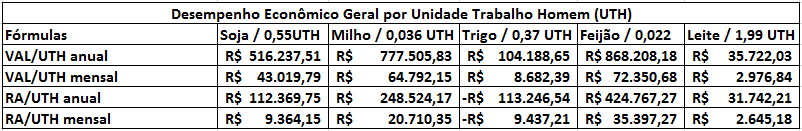 Desempenho Econômico Geral por Unidade Trabalho Homem (UTH)
Fórmulas Soja / 0,55UTH Milho / 0,036 UTH Trigo / 0,37 UTH Feijão / 0,022 Leite / 1,99 UTH
VAL/UTH anual R$ 516.237,51 R$ 777.505,83 R$ 104.188,65 R$ 868.208,18 R$ 35.722,03
VAL/UTH mensal R$ 43.019,79 R$ 64.792,15 R$ 8.682,39 R$ 72.350,68 R$ 2.976,84
RA/UTH anual R$ 112.369,75 R$ 248.524,17 -R$ 113.246,54 R$ 424.767,27 R$ 31.742,21
RA/UTH mensal R$ 9.364,15 R$ 20.710,35 -R$ 9.437,21 R$ 35.397,27 R$ 2.645,18